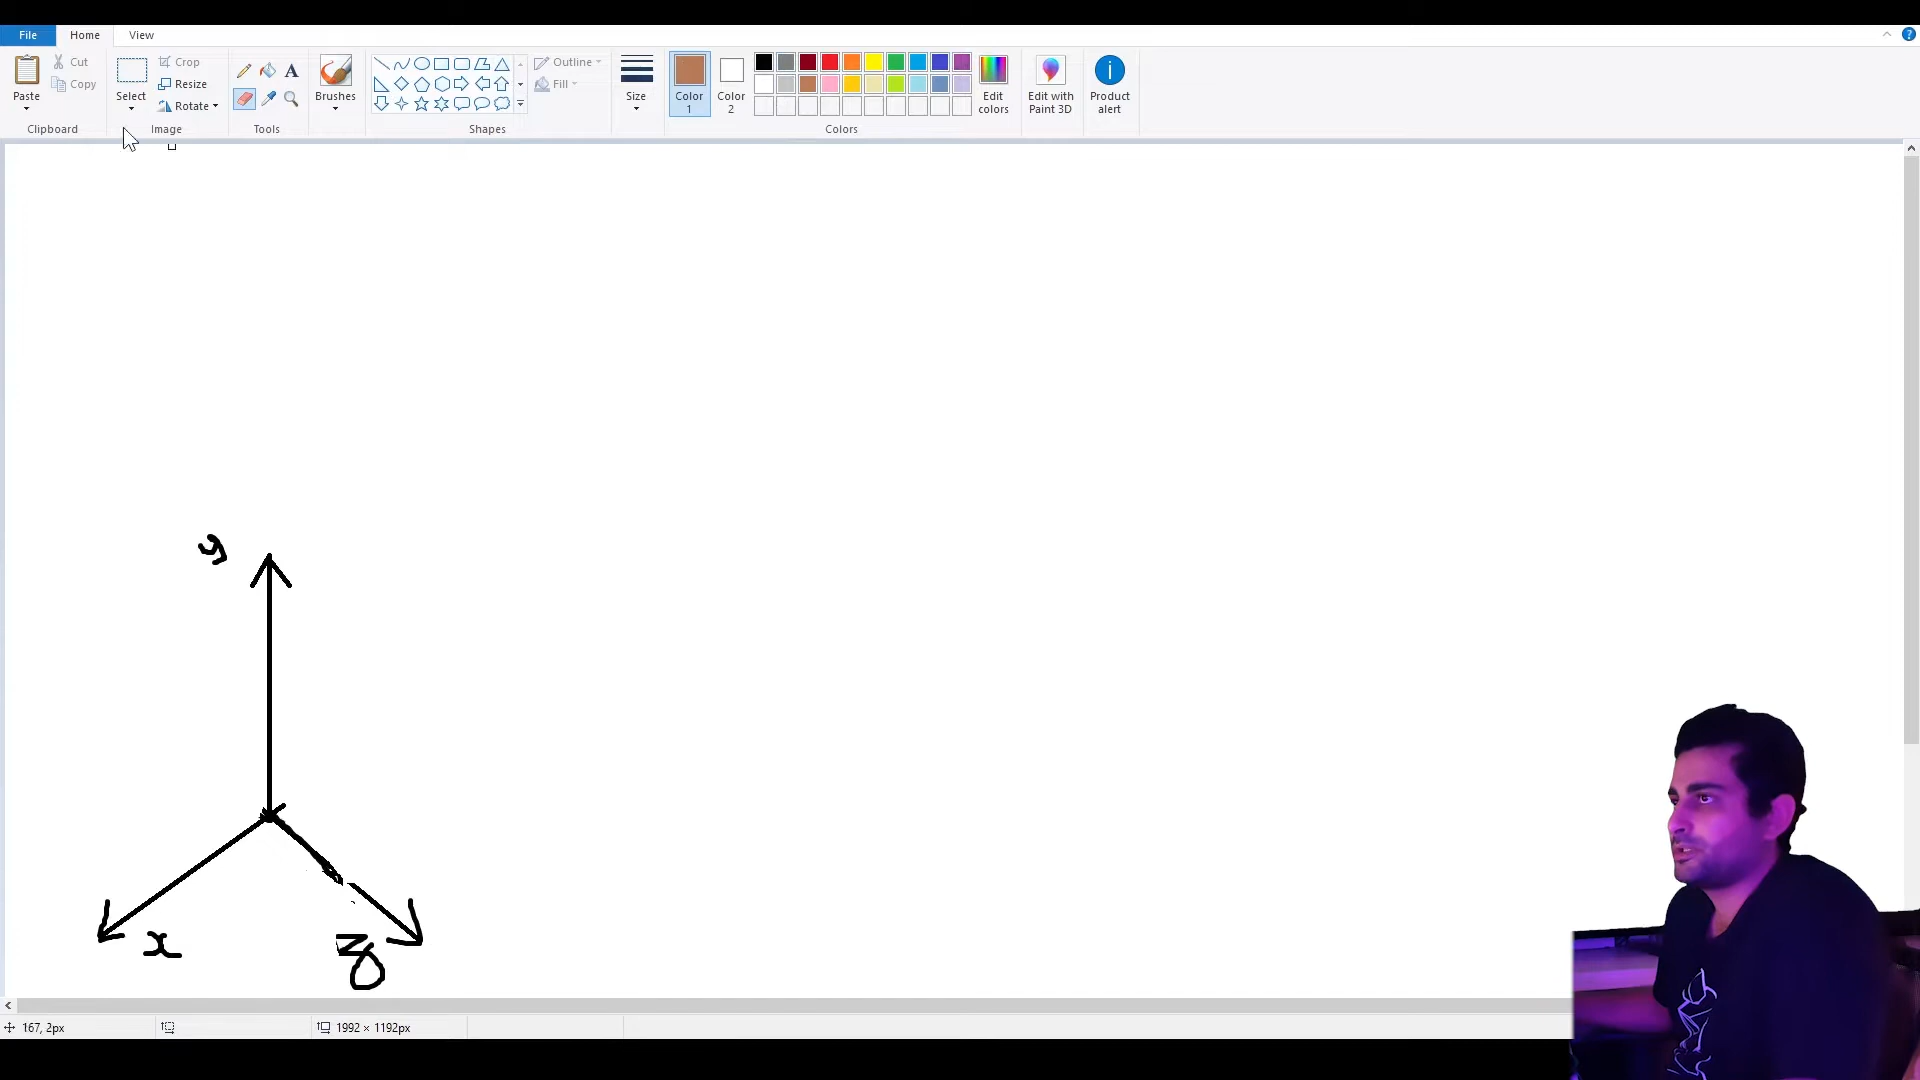 File Home View
Paste
Cut
Copy
Clipboard
Select
Crop
Resize
Rotate
Image
A
Tools
Brushes
Shapes
Outline
Fill
Size
Color 1
Color 2
Edit colors
Colors
Edit with Paint 3D
Product alert
y
x
z
167, 2px
1992 × 1192px